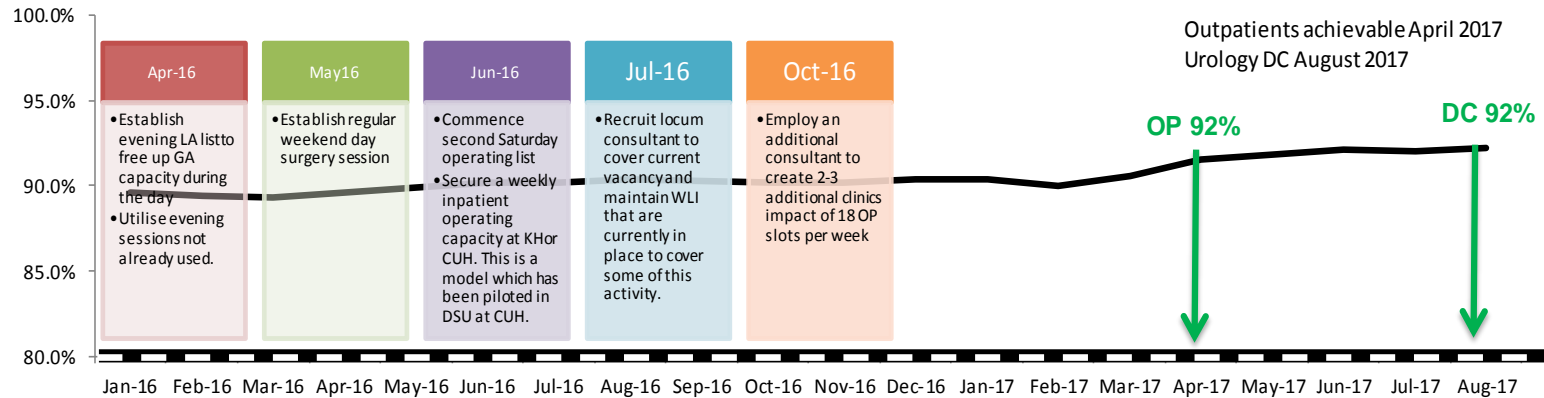 100.0%
95.0%
90.0%
85.0%
80.0%
Outpatients achievable April 2017
Urology DC August 2017
Apr-16
•Establish
evening LA listto
free up GA
capacity during
the day
•Utilise evening
sessions not
already used.
May16
•Establish regular
weekend day
surgery session
Jun-16
•Commence
second Saturday
operating list
•Secure a weekly
inpatient
operating
capacity at KHor
CUH. This is a
model which has
been piloted in
DSU at CUH.
Jul-16
•Recruit locum
consultant to
cover current
vacancy and
maintain WLI
that are
currently in
place to cover
some of this
activity.
Oct-16
•Employ an
additional
consultant to
create 2-3
additional clinics
impact of 18 OP
slots per week
OP 92%
DC 92%
Jan-16 Feb-16 Mar-16 Apr-16 May-16 Jun-16 Jul-16 Aug-16 Sep-16 Oct-16 Nov-16 Dec-16 Jan-17 Feb-17 Mar-17 Apr-17 May-17 Jun-17 Jul-17 Aug-17